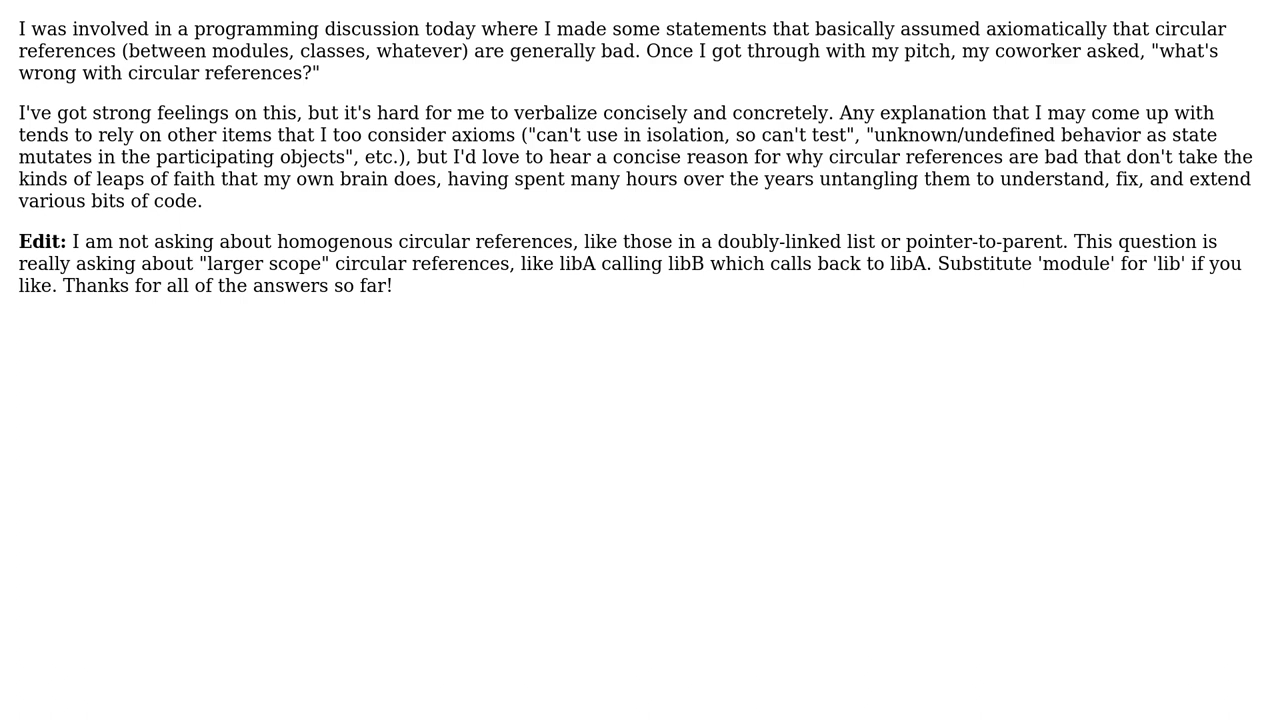 I was involved in a programming discussion today where I made some statements that basically assumed axiomatically that circular
references (between modules, classes, whatever) are generally bad. Once I got through with my pitch, my coworker asked, "what's
wrong with circular references?"
I've got strong feelings on this, but it's hard for me to verbalize concisely and concretely. Any explanation that I may come up with
tends to rely on other items that I too consider axioms ("can't use in isolation, so can't test", "unknown/undefined behavior as state
mutates in the participating objects", etc.), but I'd love to hear a concise reason for why circular references are bad that don't take the
kinds of leaps of faith that my own brain does, having spent many hours over the years untangling them to understand, fix, and extend
various bits of code.
Edit: I am not asking about homogenous circular references, like those in a doubly-linked list or pointer-to-parent. This question is
really asking about "larger scope" circular references, like libA calling libB which calls back to libA. Substitute 'module' for 'lib' if you
like. Thanks for all of the answers so far!